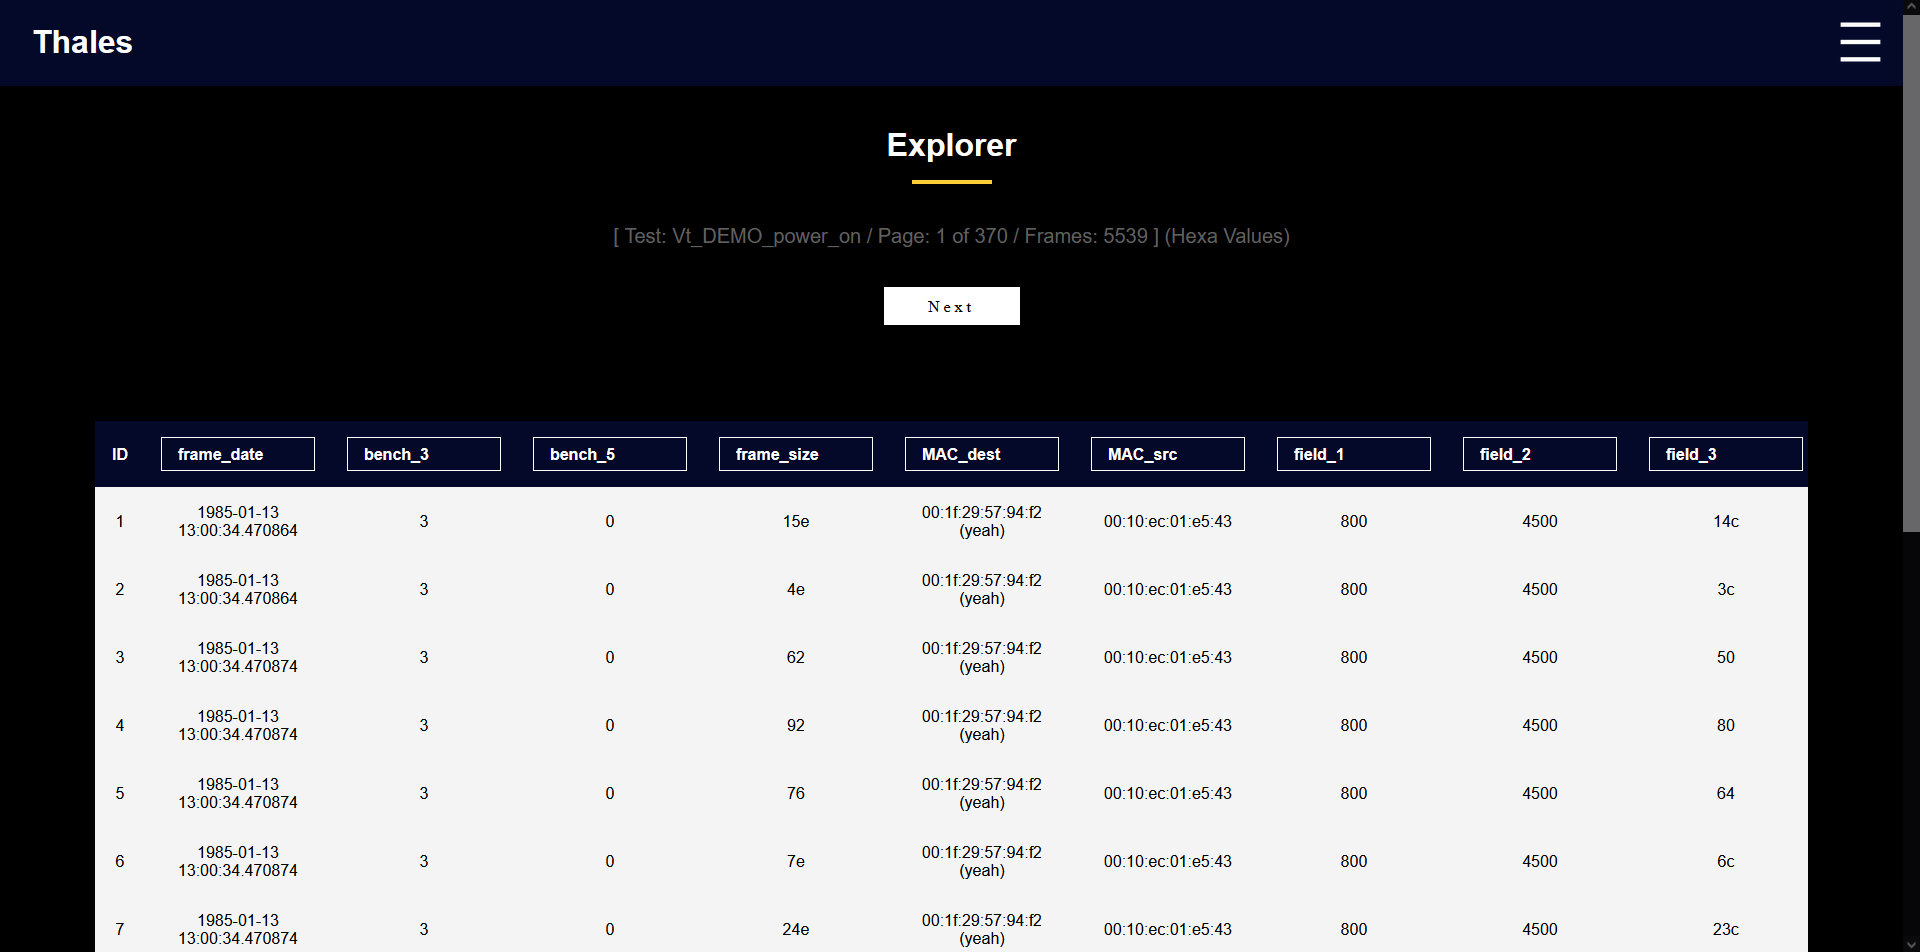 Thales
Explorer
[ Test: Vt_DEMO_power_on / Page: 1 of 370 / Frames: 5539 ] (Hexa Values)
Next
ID frame_date bench_3 bench_5 frame_size MAC_dest MAC_src field_1 field_2 field_3
1 1985-01-13 13:00:34.470864 3 0 15e 00:1f:29:57:94:f2 (yeah) 00:10:ec:01:e5:43 800 4500 14c
2 1985-01-13 13:00:34.470864 3 0 4e 00:1f:29:57:94:f2 (yeah) 00:10:ec:01:e5:43 800 4500 3c
3 1985-01-13 13:00:34.470874 3 0 62 00:1f:29:57:94:f2 (yeah) 00:10:ec:01:e5:43 800 4500 50
4 1985-01-13 13:00:34.470874 3 0 92 00:1f:29:57:94:f2 (yeah) 00:10:ec:01:e5:43 800 4500 80
5 1985-01-13 13:00:34.470874 3 0 76 00:1f:29:57:94:f2 (yeah) 00:10:ec:01:e5:43 800 4500 64
6 1985-01-13 13:00:34.470874 3 0 7e 00:1f:29:57:94:f2 (yeah) 00:10:ec:01:e5:43 800 4500 6c
7 1985-01-13 13:00:34.470874 3 0 24e 00:1f:29:57:94:f2 (yeah) 00:10:ec:01:e5:43 800 4500 23c